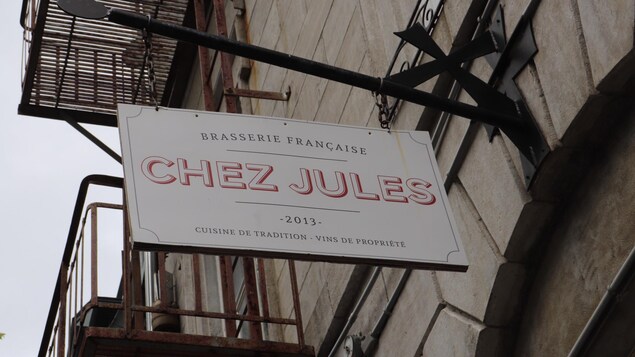 BRASSERIE FRANÇAISE
CHEZ JULES
-2013-
CUISINE DE TRADITION - VINS DE PROPRIÉTÉ